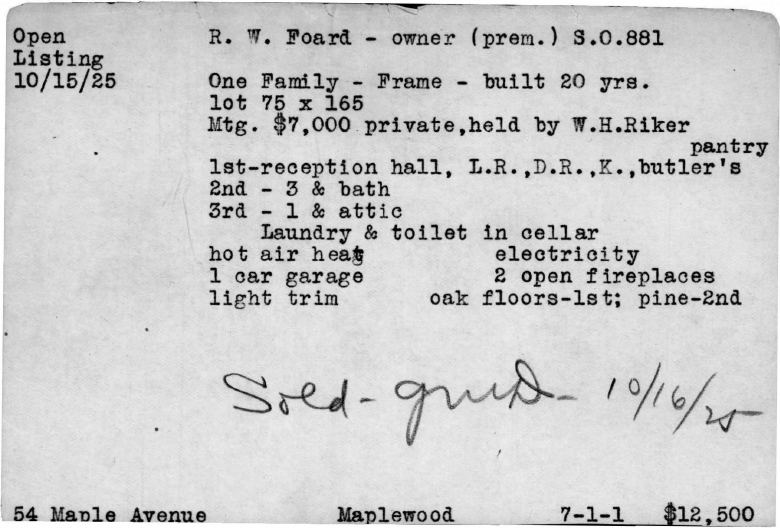 Open R. W. Foard - owner (prem.) S.O.881
Listing
10/15/25 One Family - Frame - built 20 yrs.
lot 75 x 165
Mtg. $7,000 private,held by W.H.Riker
pantry
1st-reception hall, L.R.,D.R.,K.,butler's
2nd - 3 & bath
3rd - 1 & attic
Laundry & toilet in cellar
hot air heat electricity
1 car garage 2 open fireplaces
light trim oak floors-1st; pine-2nd
Sold - - 10/16/25
54 Maple Avenue Maplewood 7-1-1 $12,500